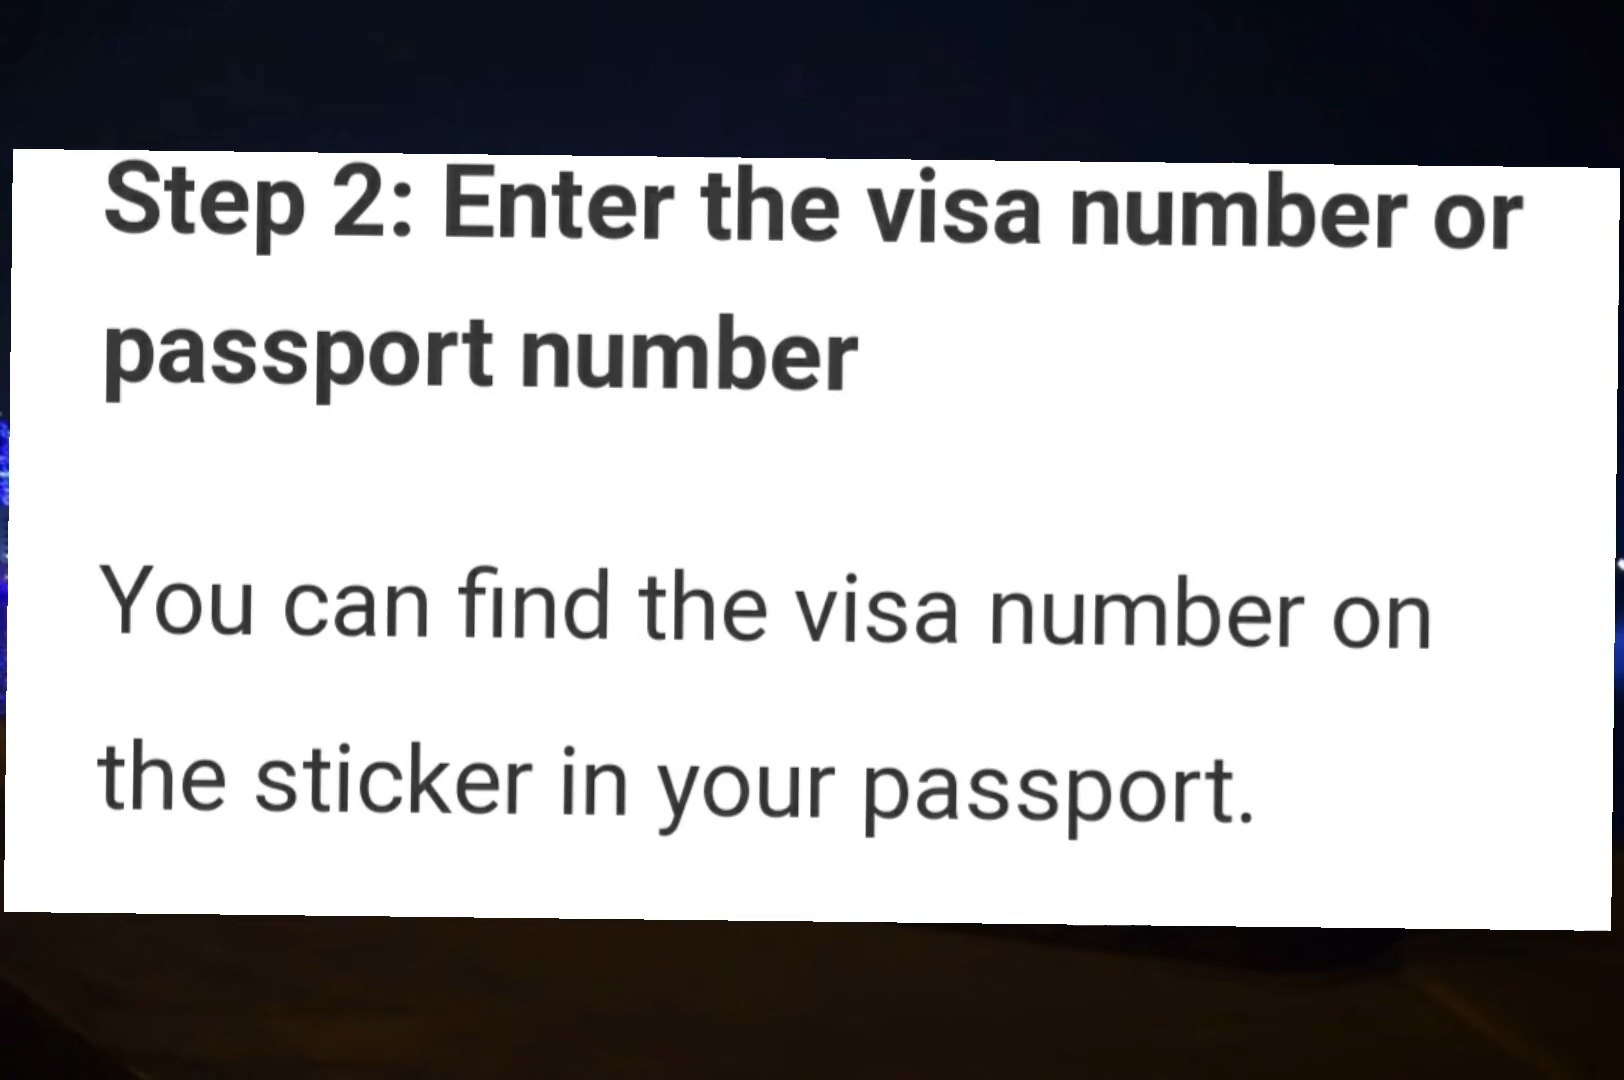 Step 2: Enter the visa number or
passport number
You can find the visa number on
the sticker in your passport.